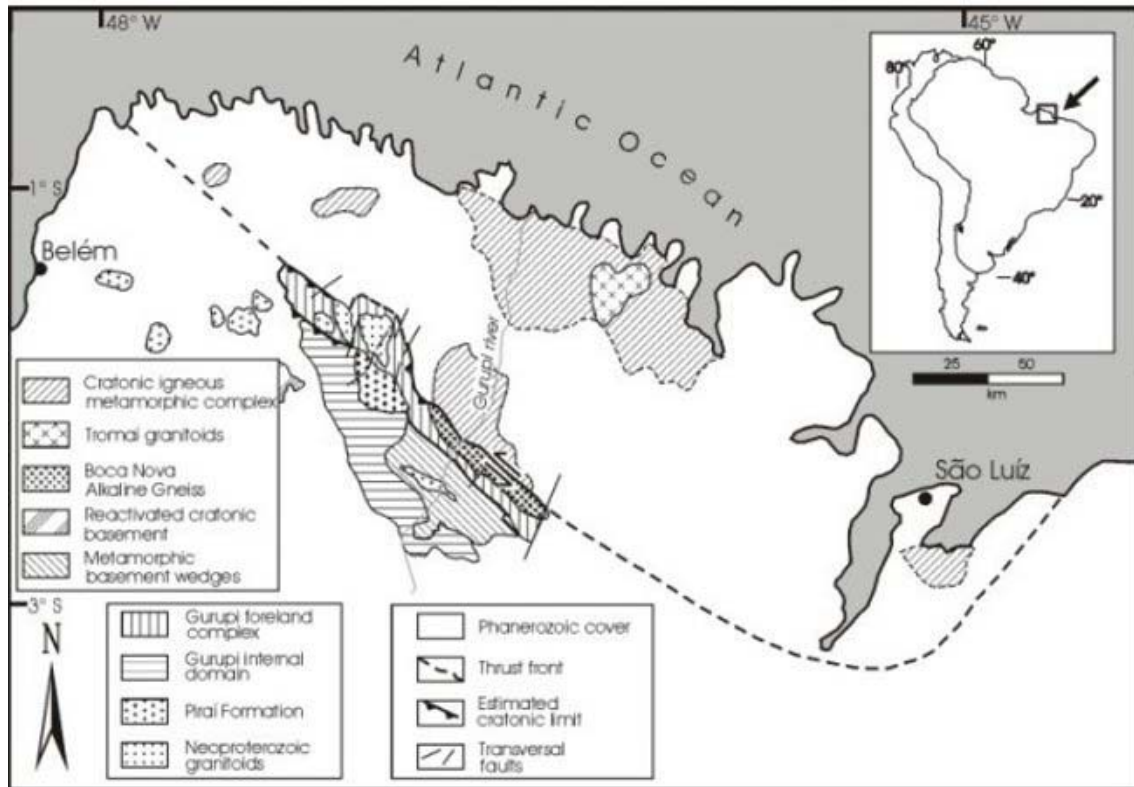 48° W
45° W
Atlantic Ocean
60°
80°
20°
40°
1° S
Belém
25 50
km
Gurupi river
São Luíz
Cratonic igneous
metamorphic complex
Tromaí granitoids
Boca Nova
Alkaline Gneiss
Reactivated cratonic
basement
Metamorphic
basement wedges
3° S
N
Gurupi foreland
complex
Gurupi internal
domain
Piraí Formation
Neoproterozoic
granitoids
Phanerozoic cover
Thrust front
Estimated
cratonic limit
Transversal
faults